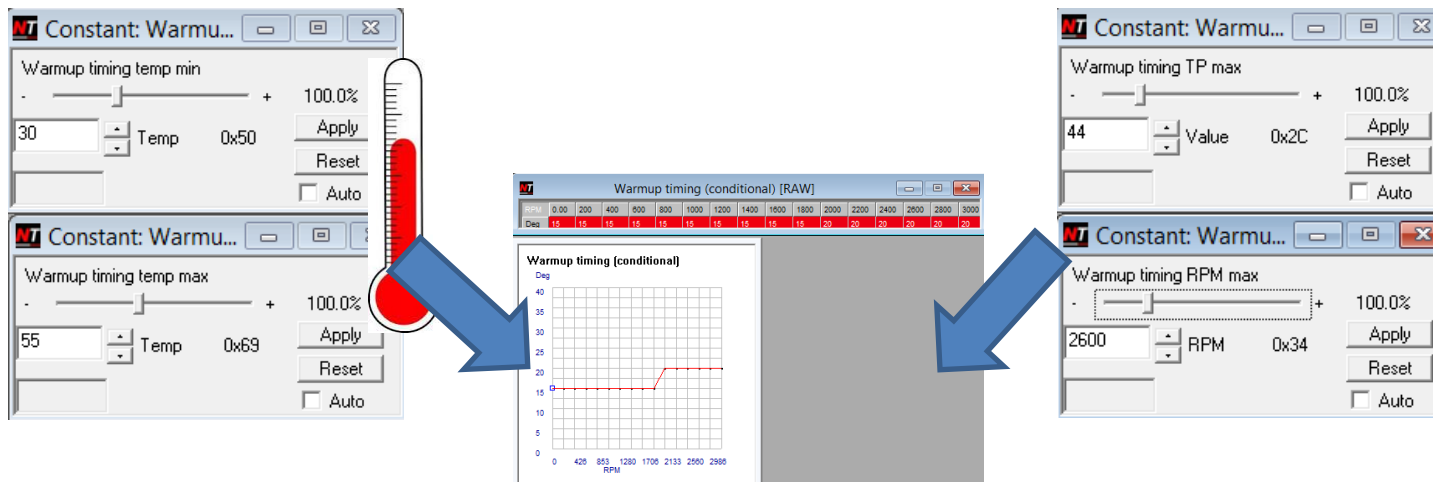 NT Constant: Warmu...
Warmup timing temp min
- + 100.0%
30 Temp 0x50 Apply
Reset
Auto
NT Constant: Warmu...
Warmup timing temp max
- + 100.0%
55 Temp 0x69 Apply
Reset
Auto
NT Warmup timing (conditional) [RAW]
RPM 0.00 200 400 600 800 1000 1200 1400 1600 1800 2000 2200 2400 2600 2800 3000
Deg 15 15 15 15 15 15 15 15 15 15 20 20 20 20 20 20
Warmup timing (conditional)
Deg
40
35
30
25
20
15
10
5
0
0 426 853 1280 1706 2133 2560 2986
RPM
NT Constant: Warmu...
Warmup timing TP max
- + 100.0%
44 Value 0x2C Apply
Reset
Auto
NT Constant: Warmu...
Warmup timing RPM max
- + 100.0%
2600 RPM 0x34 Apply
Reset
Auto